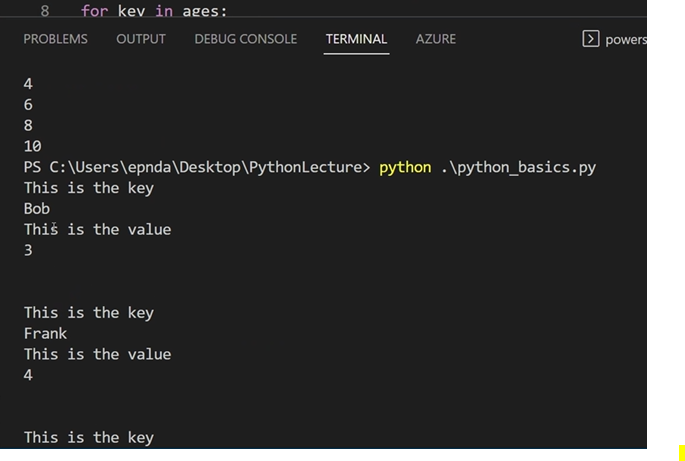 8 for key in ages:
PROBLEMS OUTPUT DEBUG CONSOLE TERMINAL AZURE powers
4
6
8
10
PS C:\Users\epnda\Desktop\PythonLecture> python .\python_basics.py
This is the key
Bob
This is the value
3
This is the key
Frank
This is the value
4
This is the key